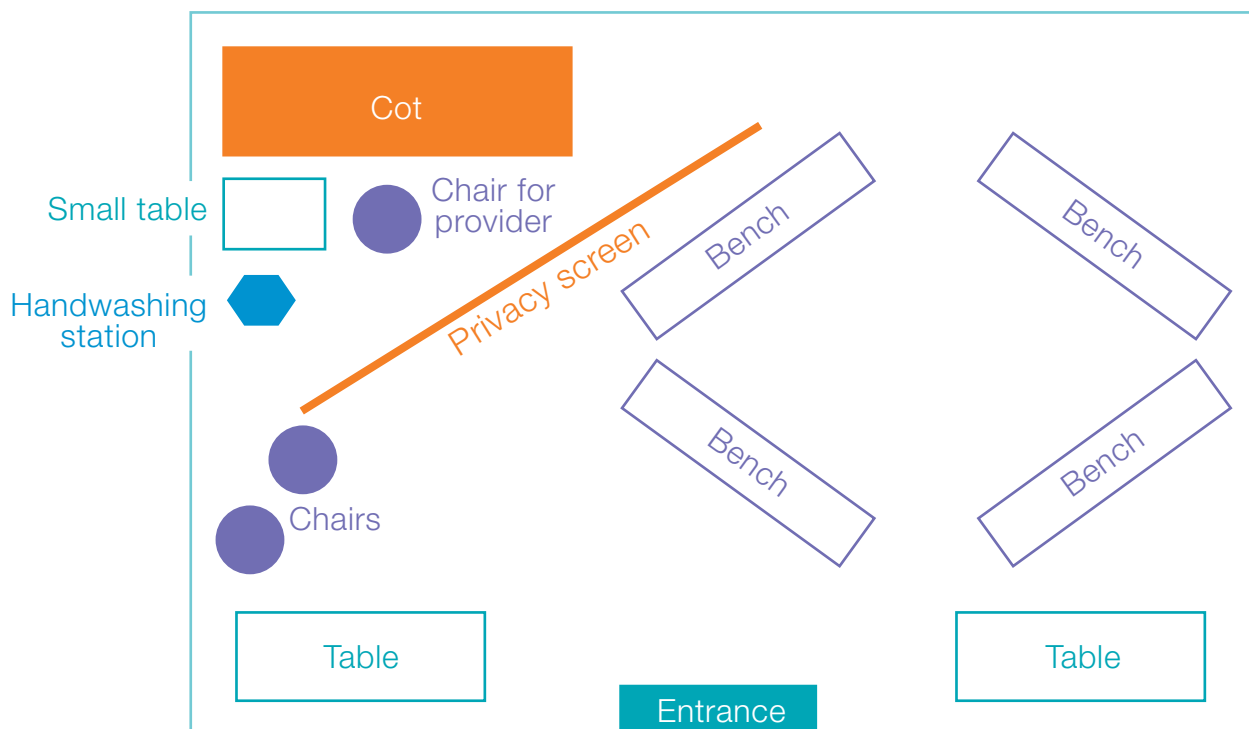 Cot
Small table
Chair for
provider
Handwashing
station
Privacy screen
Bench
Bench
Bench
Bench
Chairs
Table
Table
Entrance